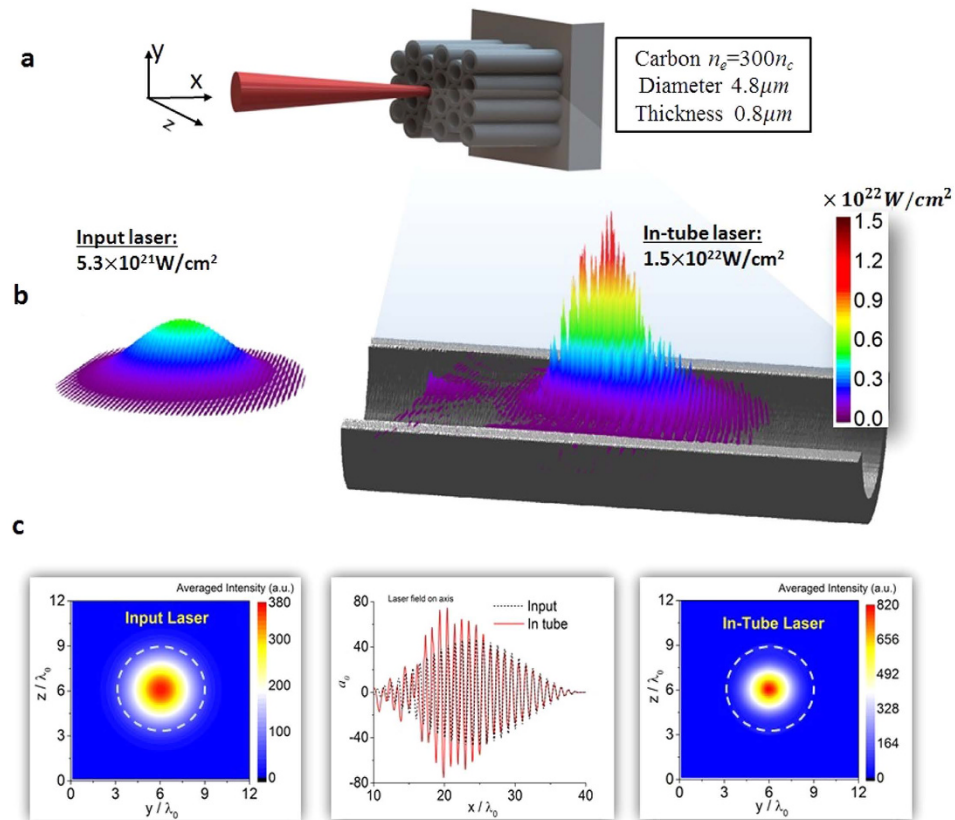 a
y
x
z
Carbon nₑ=300n꜀
Diameter 4.8μm
Thickness 0.8μm
× 10²²W/cm²
1.5
1.2
0.9
0.6
0.3
0.0
Input laser:
5.3×10²¹W/cm²
In-tube laser:
1.5×10²²W/cm²
b
c
Averaged Intensity (a.u.)
Input Laser
12
9
6
3
0
z / λ₀
0 3 6 9 12
y / λ₀
380
300
200
100
0
Laser field on axis
Input
In tube
80
40
0
-40
-80
a₀
10 20 30 40
x / λ₀
Averaged Intensity (a.u.)
In-Tube Laser
12
9
6
3
0
z / λ₀
0 3 6 9 12
y / λ₀
820
656
492
328
164
0